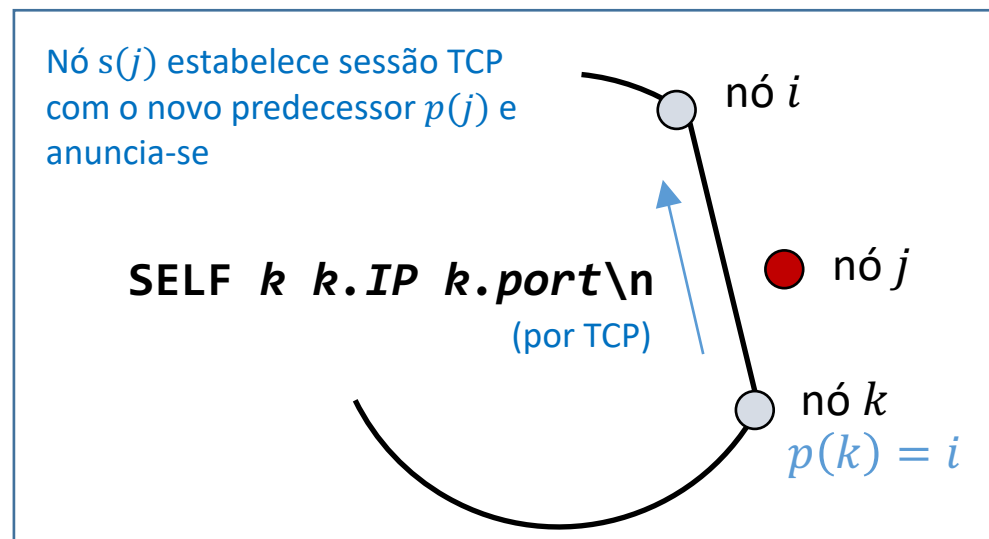 Nó s(j) estabelece sessão TCP
com o novo predecessor p(j) e
anuncia-se
nó i
SELF k k.IP k.port\n
(por TCP)
nó j
nó k
p(k) = i